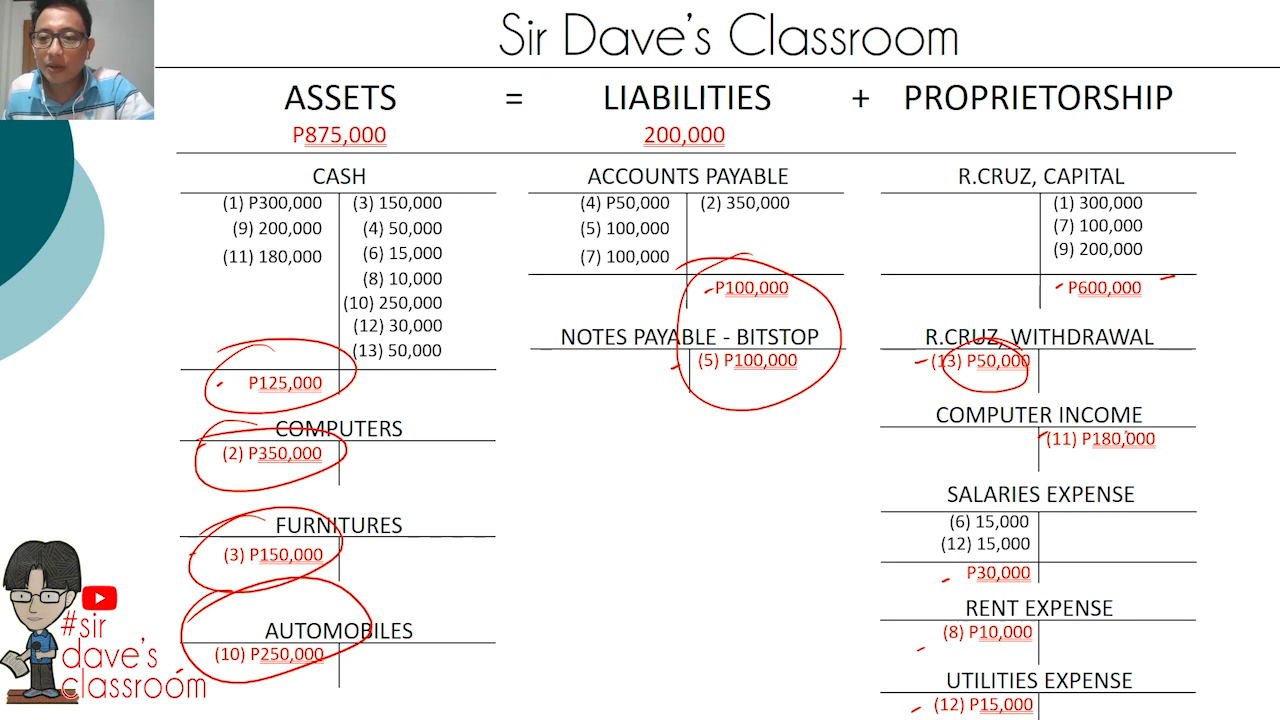 Sir Dave's Classroom
ASSETS = LIABILITIES + PROPRIETORSHIP
P875,000 200,000
CASH
(1) P300,000 (3) 150,000
(9) 200,000 (4) 50,000
(11) 180,000 (6) 15,000
(8) 10,000
(10) 250,000
(12) 30,000
(13) 50,000
P125,000
COMPUTERS
(2) P350,000
FURNITURES
(3) P150,000
AUTOMOBILES
(10) P250,000
ACCOUNTS PAYABLE
(4) P50,000 (2) 350,000
(5) 100,000
(7) 100,000
P100,000
NOTES PAYABLE - BITSTOP
(5) P100,000
R.CRUZ, CAPITAL
(1) 300,000
(7) 100,000
(9) 200,000
P600,000
R.CRUZ, WITHDRAWAL
(13) P50,000
COMPUTER INCOME
(11) P180,000
SALARIES EXPENSE
(6) 15,000
(12) 15,000
P30,000
RENT EXPENSE
(8) P10,000
UTILITIES EXPENSE
(12) P15,000
#sir
dave's
classroom